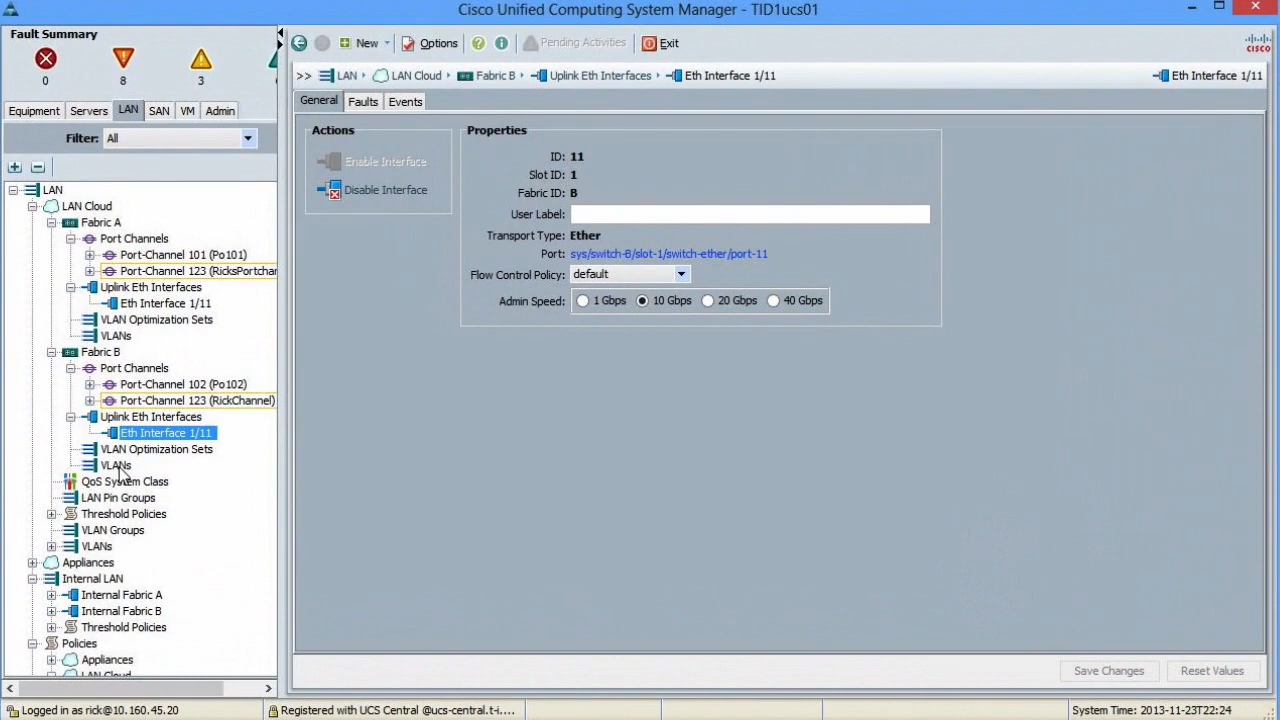 Cisco Unified Computing System Manager - TID1ucs01
Fault Summary
0 8 3
New Options Pending Activities Exit
CISCO
>> LAN LAN Cloud Fabric B Uplink Eth Interfaces Eth Interface 1/11 Eth Interface 1/11
Equipment Servers LAN SAN VM Admin
General Faults Events
Filter: All
LAN
LAN Cloud
Fabric A
Port Channels
Port-Channel 101 (Po101)
Port-Channel 123 (RicksPortchar
Uplink Eth Interfaces
Eth Interface 1/11
VLAN Optimization Sets
VLANs
Fabric B
Port Channels
Port-Channel 102 (Po102)
Port-Channel 123 (RickChannel)
Uplink Eth Interfaces
Eth Interface 1/11
VLAN Optimization Sets
VLANs
QoS System Class
LAN Pin Groups
Threshold Policies
VLAN Groups
VLANs
Appliances
Internal LAN
Internal Fabric A
Internal Fabric B
Threshold Policies
Policies
Appliances
LAN Cloud
Actions
Enable Interface
Disable Interface
Properties
ID: 11
Slot ID: 1
Fabric ID: B
User Label:
Transport Type: Ether
Port: sys/switch-B/slot-1/switch-ether/port-11
Flow Control Policy: default
Admin Speed: 1 Gbps 10 Gbps 20 Gbps 40 Gbps
Save Changes Reset Values
Logged in as rick@10.160.45.20 Registered with UCS Central @ucs-central.t-i.... System Time: 2013-11-23T22:24